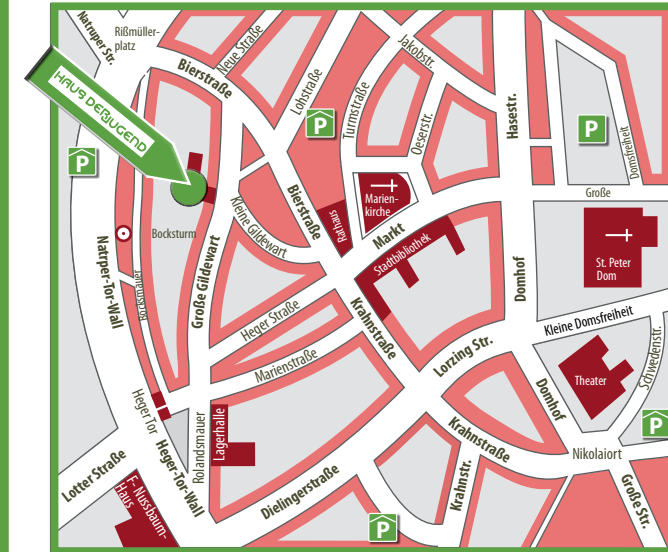 Natruper Str.
Rißmüller-
platz
Bierstraße
Neue Straße
HAUS DER JUGEND
P
Lohstraße
P
Turmstraße
Jakobstr.
Oeserstr.
Hasestr.
P
Domsfreiheit
Große
Marien-
kirche
Rathaus
Markt
Stadtbibliothek
Bierstraße
Kleine Gildewart
Große Gildewart
Bocksturm
Bocksmauer
Natrper-Tor-Wall
Domhof
St. Peter
Dom
Kleine Domsfreiheit
Schwedenstr.
Theater
Heger Straße
Krahnstraße
Lorzing Str.
Marienstraße
Domhof
Heger Tor
Heger-Tor-Wall
Rolandsmauer
Lagerhalle
Krahnstraße
Nikolaiort
P
Lotter Straße
F- Nussbaum-
Haus
Dielingerstraße
Krahnstr.
Große Str.
P